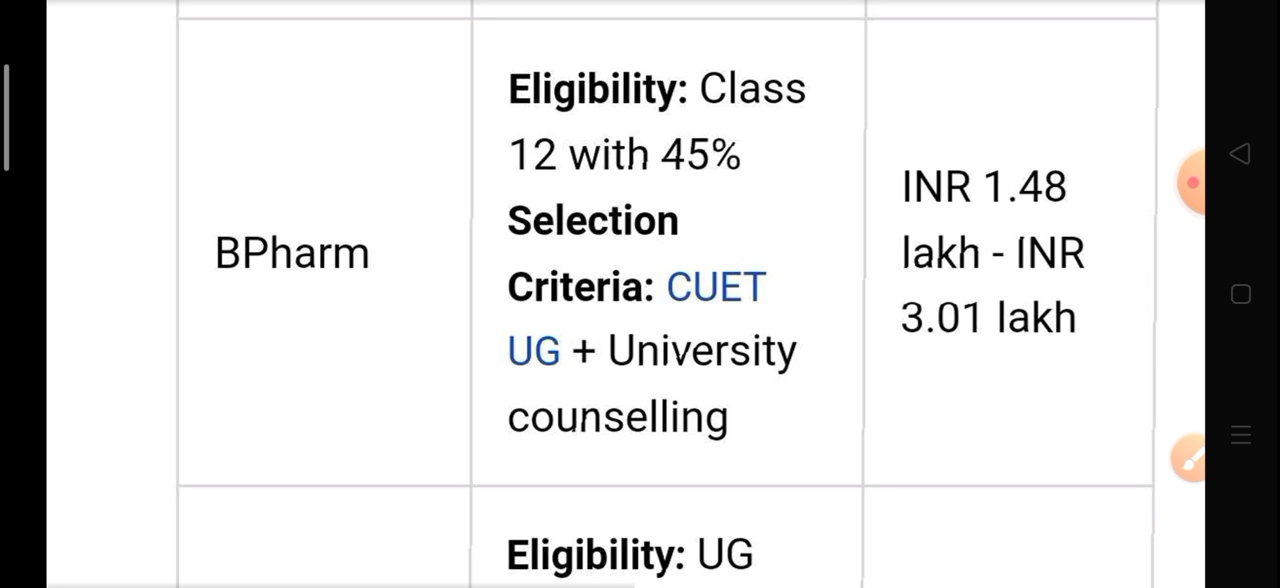 BPharm
Eligibility: Class
12 with 45%
Selection
Criteria: CUET
UG + University
counselling
INR 1.48
lakh - INR
3.01 lakh
Eligibility: UG